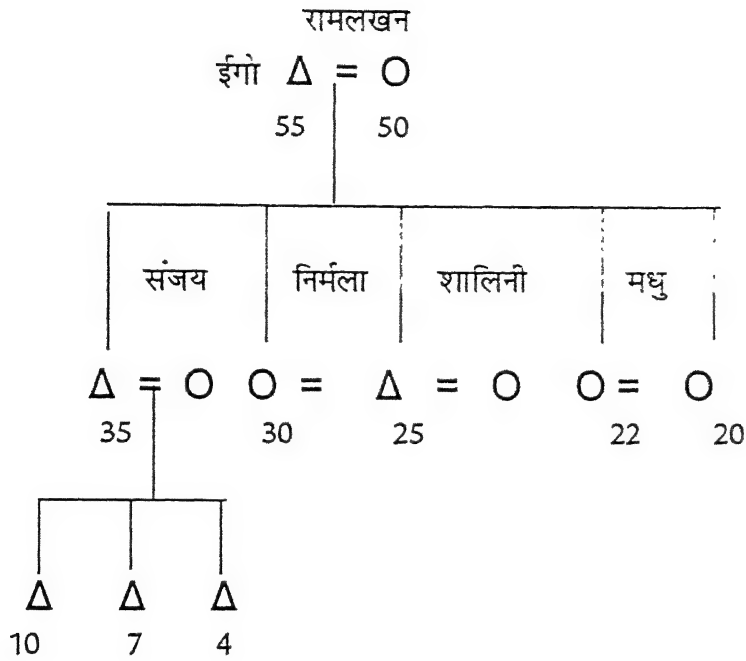 रामलखन
ईगो Δ = O
55 50
संजय निर्मला शालिनी मधु
Δ = O O = Δ = O O = O
35 30 25 22 20
Δ Δ Δ
10 7 4